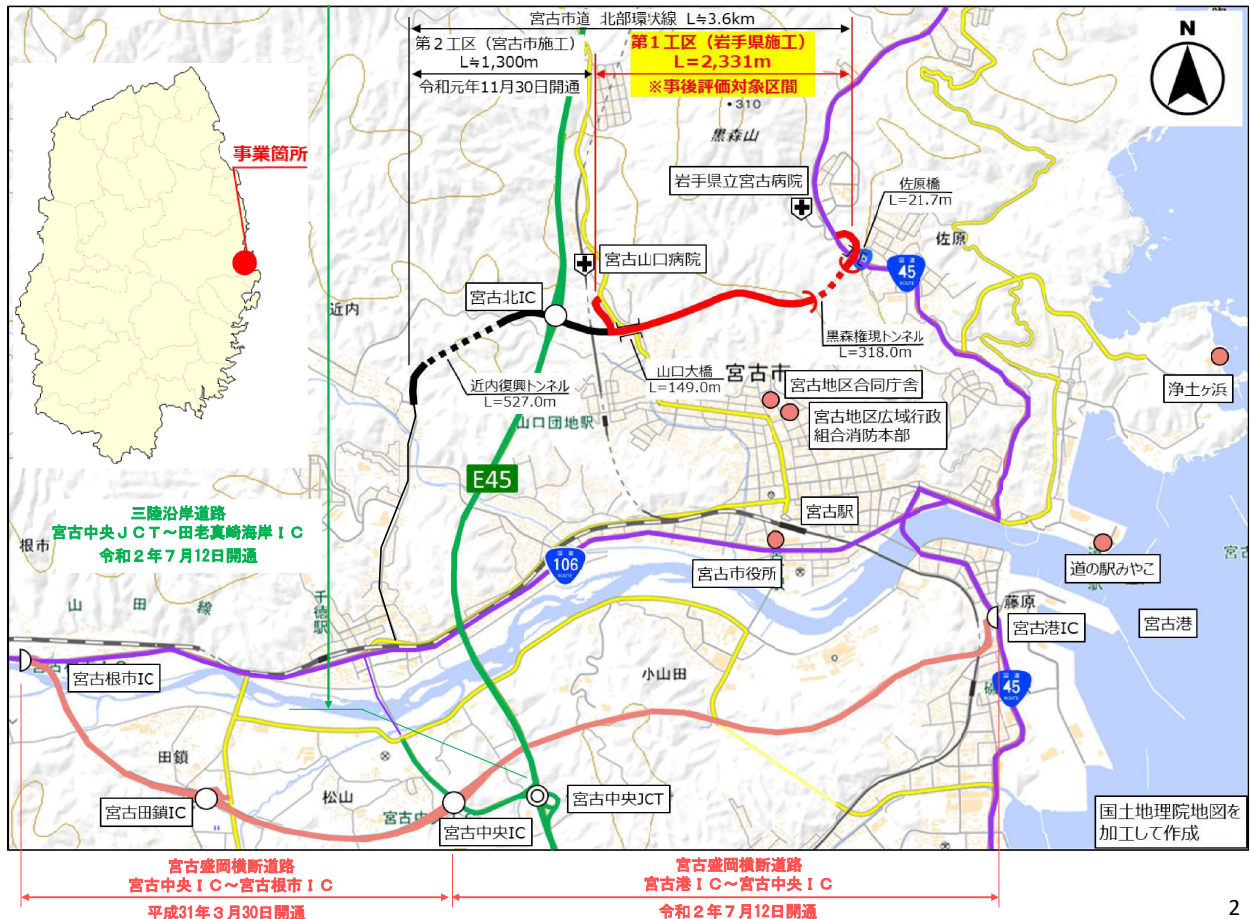 宮古市道 北部環状線 L≒3.6km
第２工区（宮古市施工）
L≒1,300m
令和元年11月30日開通
第１工区（岩手県施工）
L＝2,331m
※事後評価対象区間
N
事業箇所
・310
黒森山
岩手県立宮古病院
佐原橋
L=21.7m
佐原
国道
45
ROUTE
宮古山口病院
宮古北IC
近内
黒森権現トンネル
L=318.0m
山口大橋
L=149.0m
近内復興トンネル
L=527.0m
宮古市
宮古地区合同庁舎
宮古地区広域行政
組合消防本部
浄土ヶ浜
山口団地駅
E45
三陸沿岸道路
宮古中央ＪＣＴ～田老真崎海岸ＩＣ
令和２年７月12日開通
根市
宮古駅
国道
106
ROUTE
宮古市役所
道の駅みやこ
山田線
千徳駅
藤原
宮古港IC
宮古港
宮古根市IC
小山田
国道
45
ROUTE
田鎖
松山
宮古田鎖IC
宮古中央IC
宮古中央JCT
国土地理院地図を
加工して作成
宮古盛岡横断道路
宮古中央ＩＣ～宮古根市ＩＣ
平成31年３月30日開通
宮古盛岡横断道路
宮古港ＩＣ～宮古中央ＩＣ
令和２年７月12日開通
2